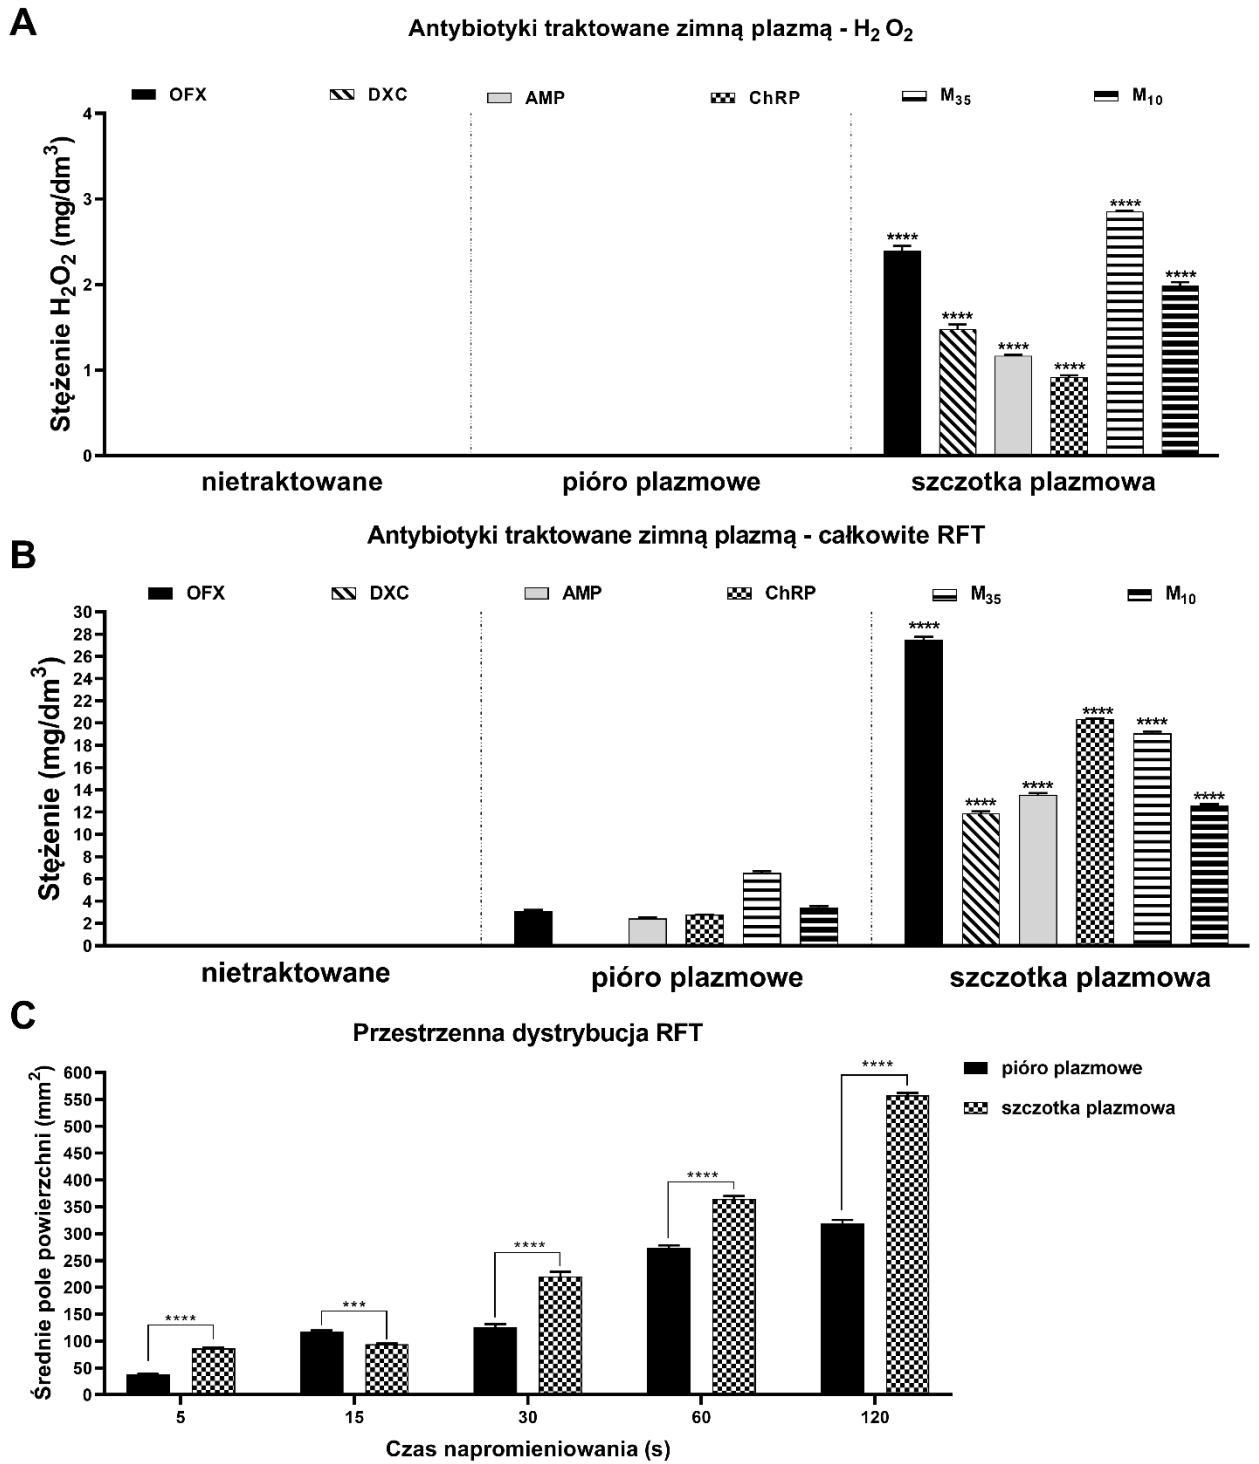 A
Antybiotyki traktowane zimną plazmą - H₂ O₂
OFX DXC AMP ChRP M₃₅ M₁₀
Stężenie H₂O₂ (mg/dm³)
4
3
2
1
0
**** **** **** **** **** ****
nietraktowane pióro plazmowe szczotka plazmowa
B
Antybiotyki traktowane zimną plazmą - całkowite RFT
OFX DXC AMP ChRP M₃₅ M₁₀
Stężenie (mg/dm³)
30
28
26
24
22
20
18
16
14
12
10
8
6
4
2
0
**** **** **** **** **** ****
nietraktowane pióro plazmowe szczotka plazmowa
C
Przestrzenna dystrybucja RFT
pióro plazmowe
szczotka plazmowa
Średnie pole powierzchni (mm²)
600
550
500
450
400
350
300
250
200
150
100
50
0
**** *** **** **** ****
5 15 30 60 120
Czas napromieniowania (s)